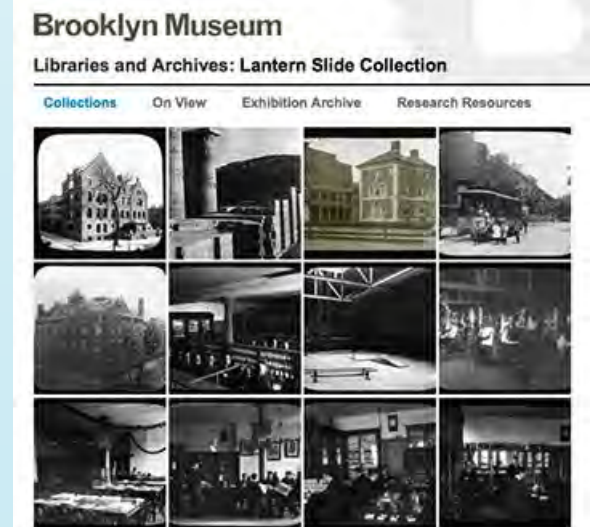 Brooklyn Museum
Libraries and Archives: Lantern Slide Collection
Collections On View Exhibition Archive Research Resources